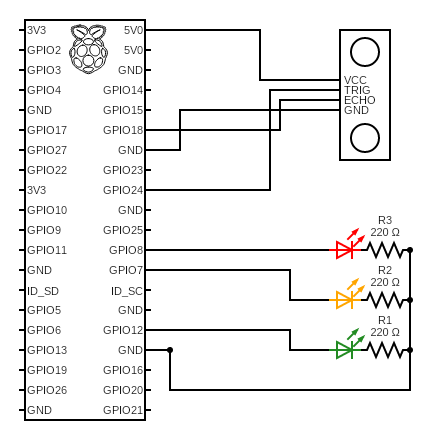 3V3 5V0
GPIO2 5V0
GPIO3 GND
GPIO4 GPIO14
GND GPIO15
GPIO17 GPIO18
GPIO27 GND
GPIO22 GPIO23
3V3 GPIO24
GPIO10 GND
GPIO9 GPIO25
GPIO11 GPIO8
GND GPIO7
ID_SD ID_SC
GPIO5 GND
GPIO6 GPIO12
GPIO13 GND
GPIO19 GPIO16
GPIO26 GPIO20
GND GPIO21
VCC
TRIG
ECHO
GND
R3
220 Ω
R2
220 Ω
R1
220 Ω